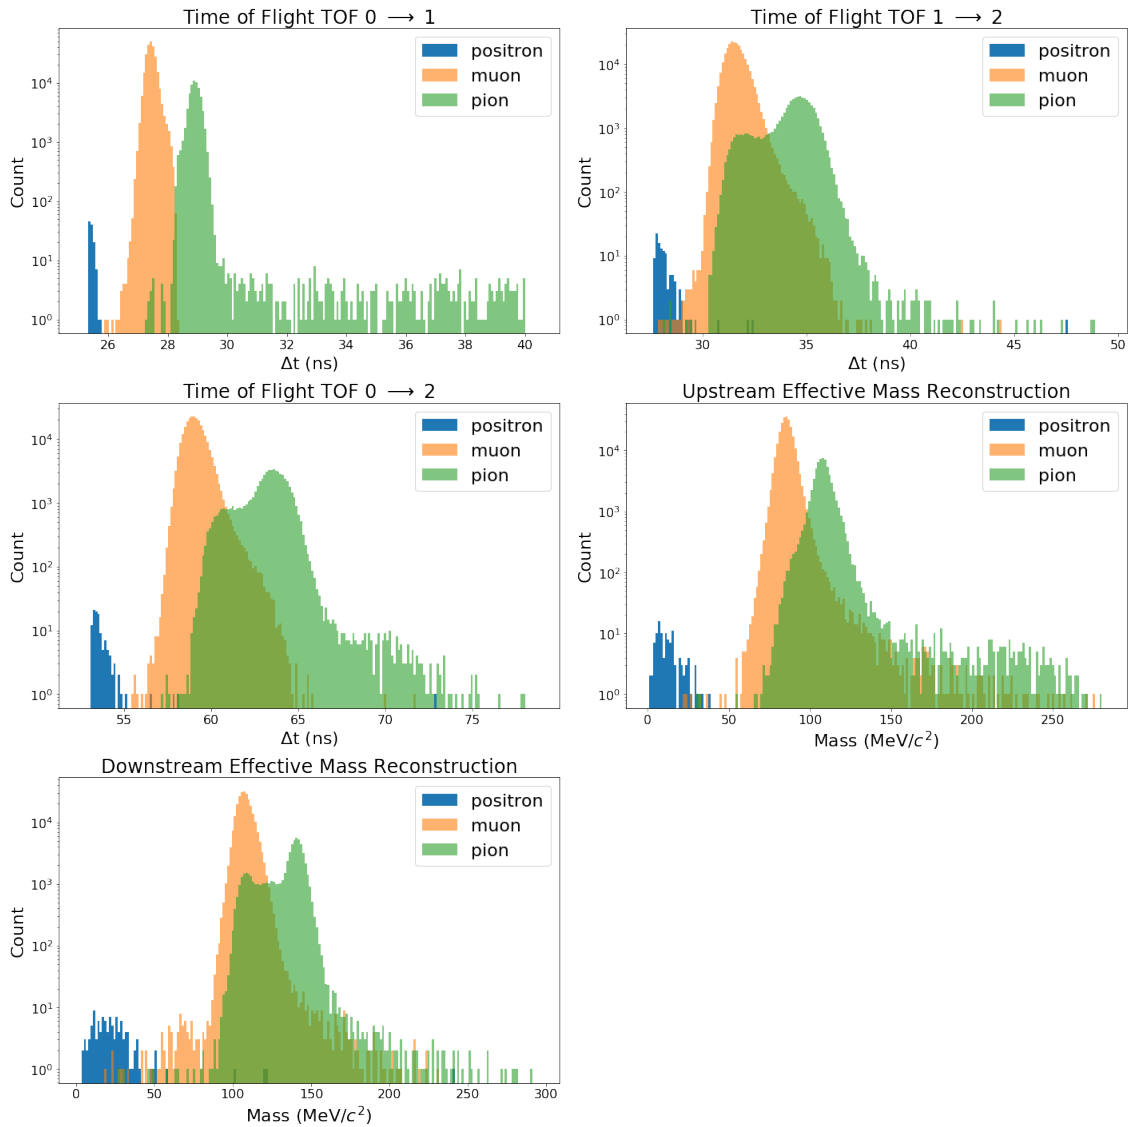 Time of Flight TOF 0 ⟶ 1
positron
muon
pion
10⁴
10³
10²
10¹
10⁰
Count
26 28 30 32 34 36 38 40
Δt (ns)
Time of Flight TOF 1 ⟶ 2
positron
muon
pion
10⁴
10³
10²
10¹
10⁰
Count
30 35 40 45 50
Δt (ns)
Time of Flight TOF 0 ⟶ 2
positron
muon
pion
10⁴
10³
10²
10¹
10⁰
Count
55 60 65 70 75
Δt (ns)
Upstream Effective Mass Reconstruction
positron
muon
pion
10⁴
10³
10²
10¹
10⁰
Count
0 50 100 150 200 250
Mass (MeV/c²)
Downstream Effective Mass Reconstruction
positron
muon
pion
10⁴
10³
10²
10¹
10⁰
Count
0 50 100 150 200 250 300
Mass (MeV/c²)